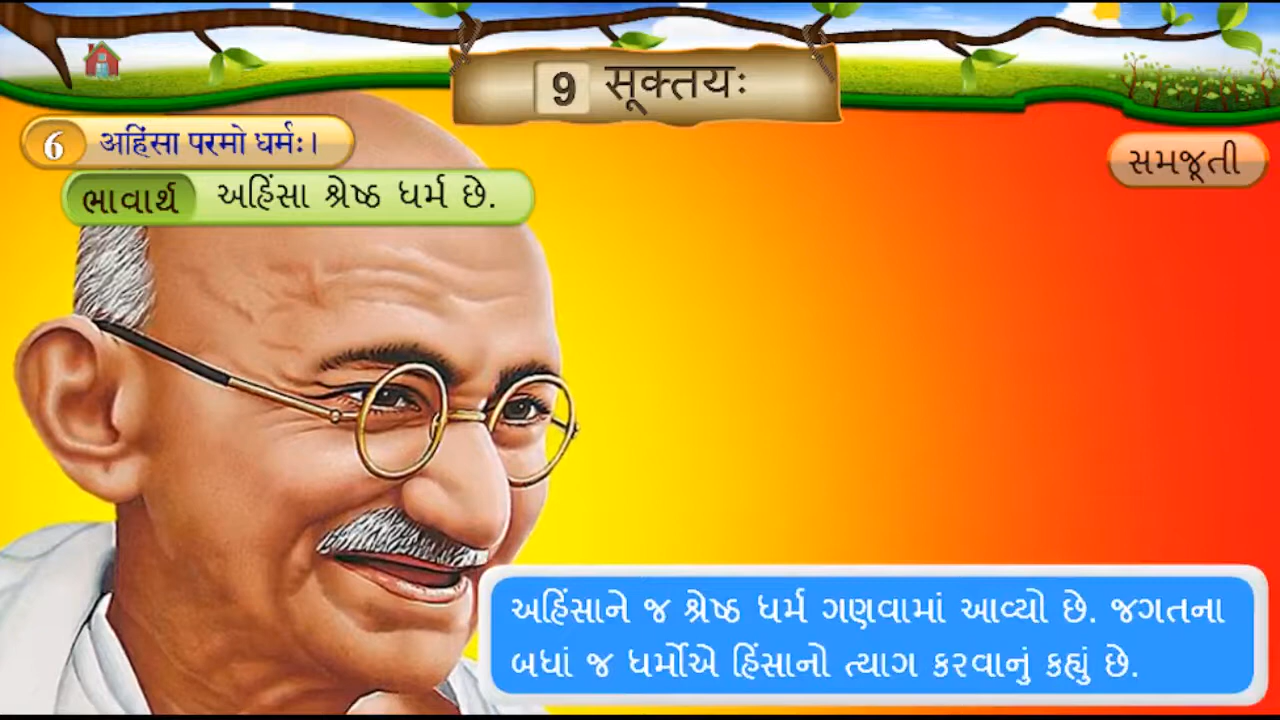 9 सूक्तयः
6 अहिंसा परमो धर्मः।
સમજૂતી
ભાવાર્થ અહિંસા શ્રેષ્ઠ ધર્મ છે.
અહિંસાને જ શ્રેષ્ઠ ધર્મ ગણવામાં આવ્યો છે. જગતના
બધાં જ ધર્મોએ હિંસાનો ત્યાગ કરવાનું કહ્યું છે.